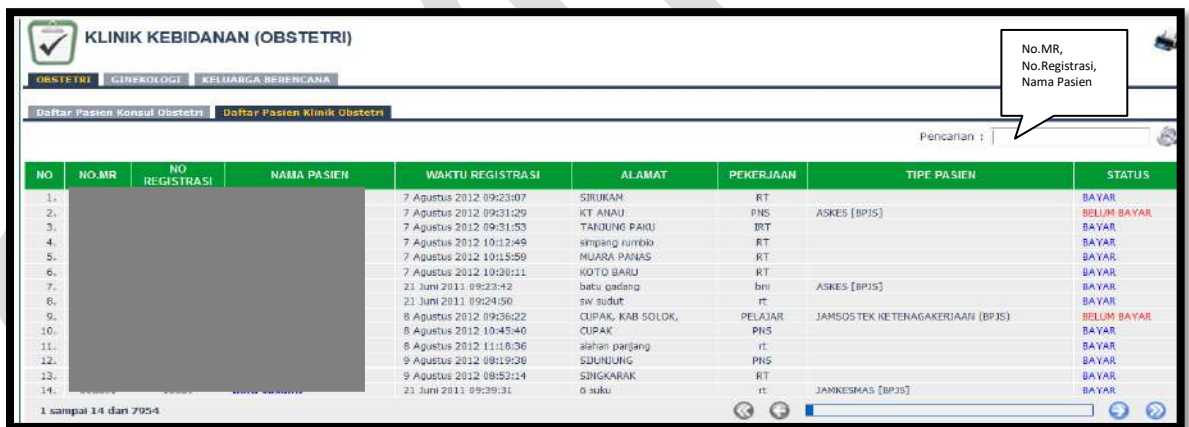 KLINIK KEBIDANAN (OBSTETRI)
No.MR,
No.Registrasi,
Nama Pasien
OBSTETRI GINEKOLOGI KELUARGA BERENCANA
Daftar Pasien Konsul Obstetri Daftar Pasien Klinik Obstetri
Pencarian :
NO NO.MR NO REGISTRASI NAMA PASIEN WAKTU REGISTRASI ALAMAT PEKERJAAN TIPE PASIEN STATUS
1. 7 Agustus 2012 09:23:07 SIRUKAM RT BAYAR
2. 7 Agustus 2012 09:31:29 KT ANAU PNS ASKES [BPJS] BELUM BAYAR
3. 7 Agustus 2012 09:31:53 TANJUNG PAKU IRT BAYAR
4. 7 Agustus 2012 10:12:49 simpang rumbio RT BAYAR
5. 7 Agustus 2012 10:15:59 MUARA PANAS RT BAYAR
6. 7 Agustus 2012 10:30:11 KOTO BARU RT BAYAR
7. 21 Juni 2011 09:23:42 batu gadang bni ASKES [BPJS] BAYAR
8. 21 Juni 2011 09:24:50 sw sudut rt BAYAR
9. 8 Agustus 2012 09:36:22 CUPAK, KAB SOLOK, PELAJAR JAMSOSTEK KETENAGAKERJAAN (BPJS) BELUM BAYAR
10. 8 Agustus 2012 10:45:40 CUPAK PNS BAYAR
11. 8 Agustus 2012 11:18:36 alahan panjang rt BAYAR
12. 9 Agustus 2012 08:19:38 SIJUNJUNG PNS BAYAR
13. 9 Agustus 2012 08:53:14 SINGKARAK RT BAYAR
14. 21 Juni 2011 09:39:31 suku rt JAMKESMAS [BPJS] BAYAR
1 sampai 14 dari 7954